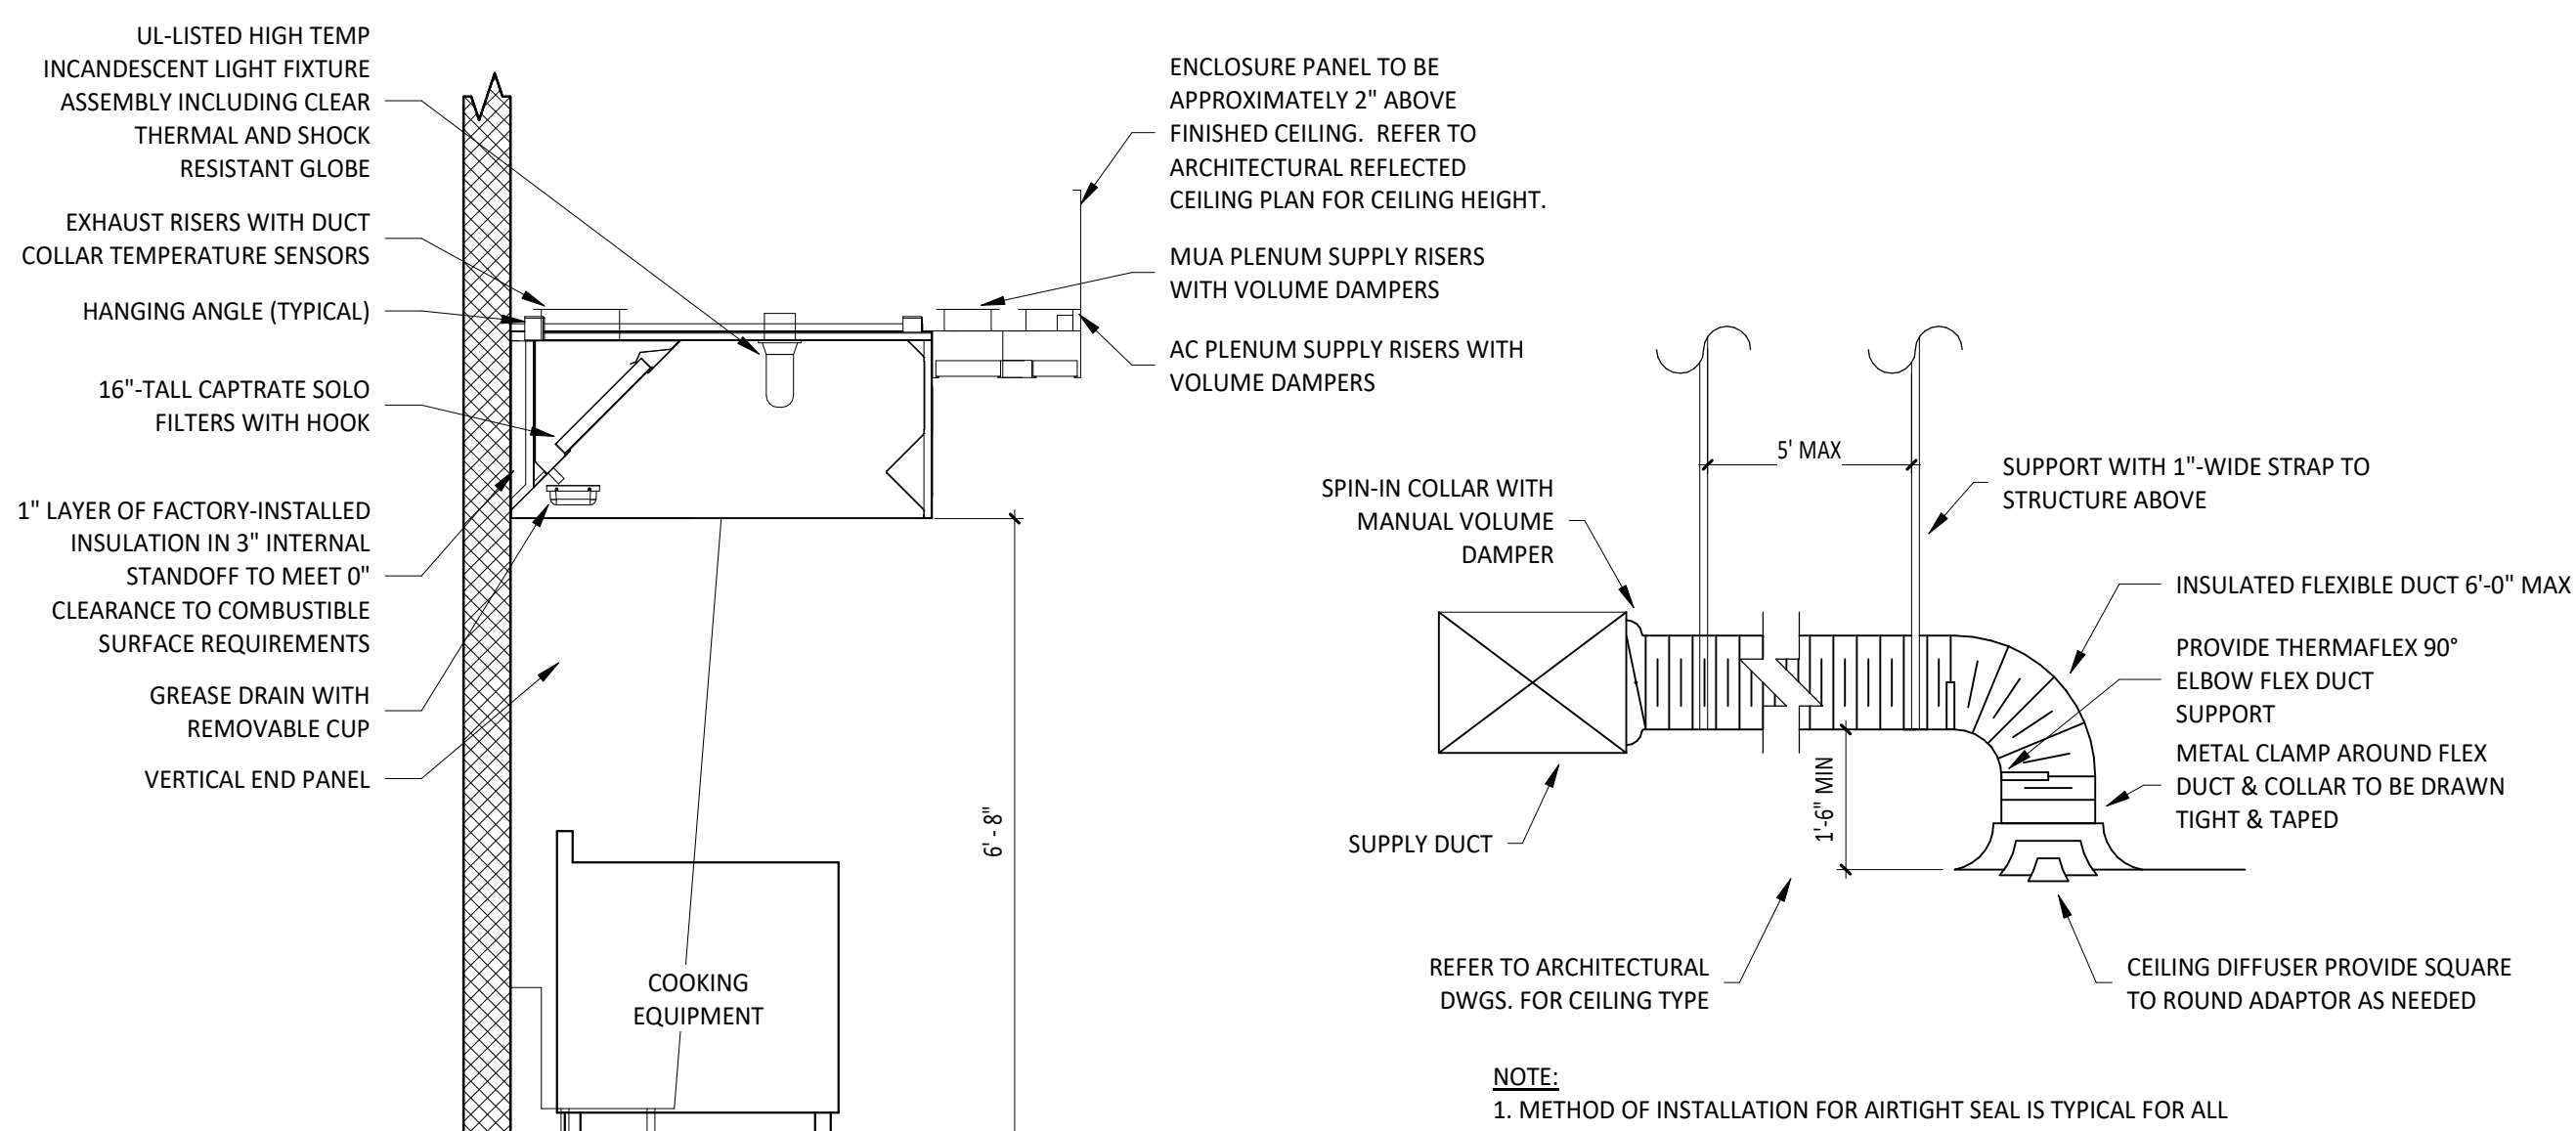 UL-LISTED HIGH TEMP
INCANDESCENT LIGHT FIXTURE
ASSEMBLY INCLUDING CLEAR
THERMAL AND SHOCK
RESISTANT GLOBE
EXHAUST RISERS WITH DUCT
COLLAR TEMPERATURE SENSORS
HANGING ANGLE (TYPICAL)
16"-TALL CAPTRATE SOLO
FILTERS WITH HOOK
1" LAYER OF FACTORY-INSTALLED
INSULATION IN 3" INTERNAL
STANDOFF TO MEET 0"
CLEARANCE TO COMBUSTIBLE
SURFACE REQUIREMENTS
GREASE DRAIN WITH
REMOVABLE CUP
VERTICAL END PANEL
COOKING
EQUIPMENT
6' - 8"
ENCLOSURE PANEL TO BE
APPROXIMATELY 2" ABOVE
FINISHED CEILING. REFER TO
ARCHITECTURAL REFLECTED
CEILING PLAN FOR CEILING HEIGHT.
MUA PLENUM SUPPLY RISERS
WITH VOLUME DAMPERS
AC PLENUM SUPPLY RISERS WITH
VOLUME DAMPERS
5' MAX
SPIN-IN COLLAR WITH
MANUAL VOLUME
DAMPER
SUPPLY DUCT
1'-6" MIN
REFER TO ARCHITECTURAL
DWGS. FOR CEILING TYPE
SUPPORT WITH 1"-WIDE STRAP TO
STRUCTURE ABOVE
INSULATED FLEXIBLE DUCT 6'-0" MAX
PROVIDE THERMAFLEX 90°
ELBOW FLEX DUCT
SUPPORT
METAL CLAMP AROUND FLEX
DUCT & COLLAR TO BE DRAWN
TIGHT & TAPED
CEILING DIFFUSER PROVIDE SQUARE
TO ROUND ADAPTOR AS NEEDED
NOTE:
1. METHOD OF INSTALLATION FOR AIRTIGHT SEAL IS TYPICAL FOR ALL